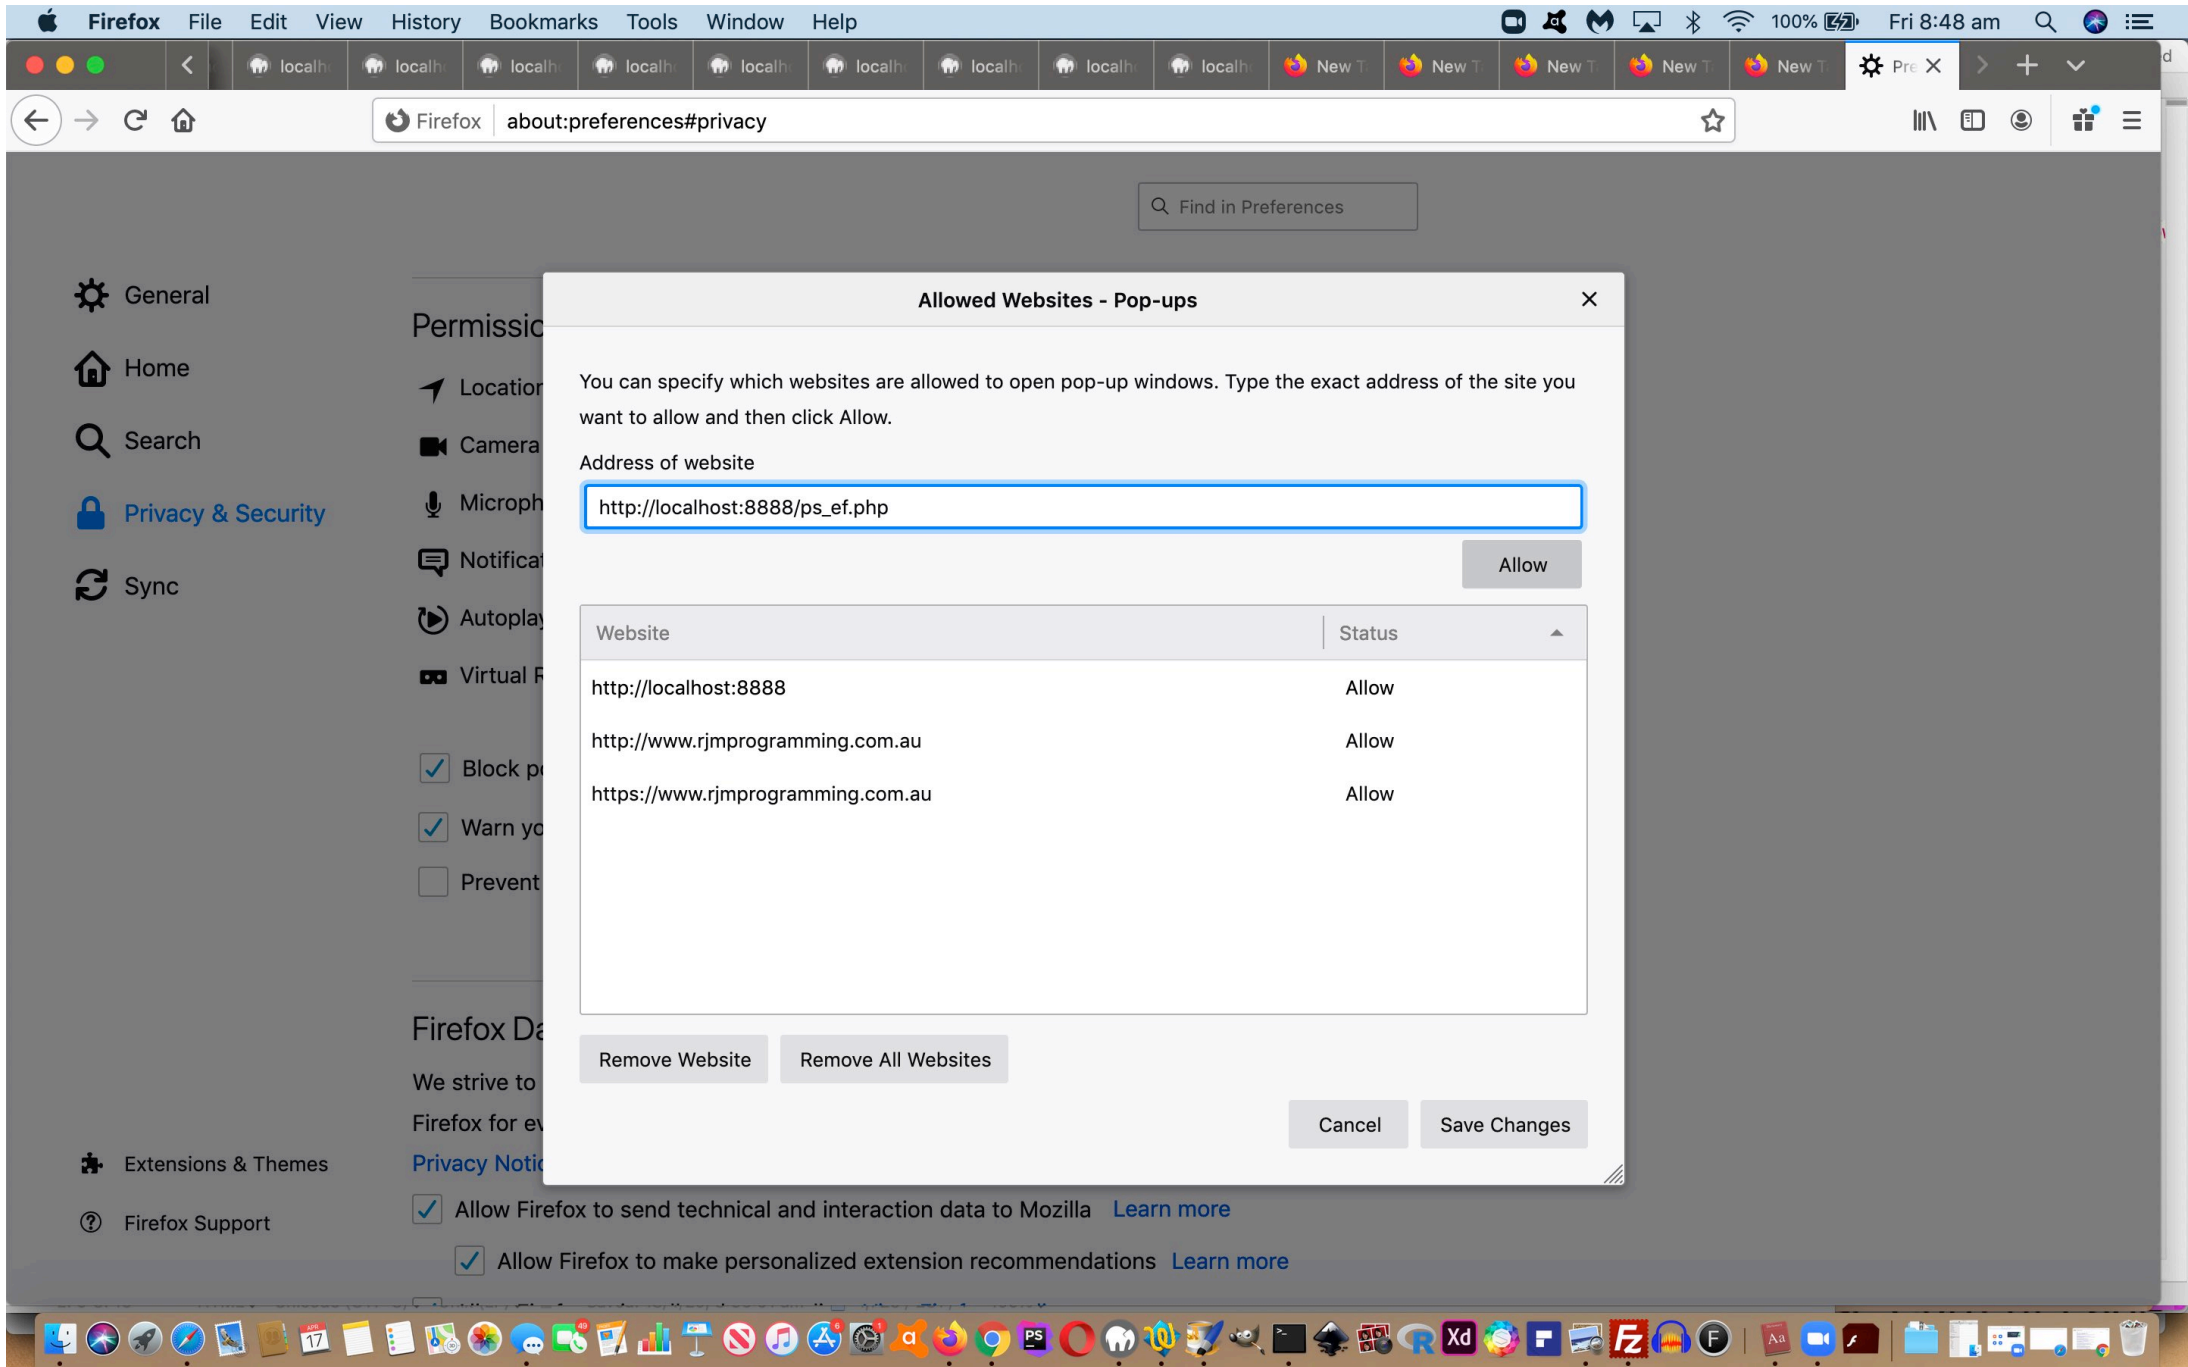 Firefox File Edit View History Bookmarks Tools Window Help 100% Fri 8:48 am
localh localh localh localh localh localh localh localh localh New T New T New T New T New T Pre
Firefox about:preferences#privacy
Find in Preferences
General
Home
Search
Privacy & Security
Sync
Extensions & Themes
Firefox Support
Permissio
Location
Camera
Microph
Notificat
Autoplay
Virtual R
Block po
Warn yo
Prevent
Allowed Websites - Pop-ups
You can specify which websites are allowed to open pop-up windows. Type the exact address of the site you
want to allow and then click Allow.
Address of website
http://localhost:8888/ps_ef.php
Allow
Website Status
http://localhost:8888 Allow
http://www.rjmprogramming.com.au Allow
https://www.rjmprogramming.com.au Allow
Remove Website Remove All Websites
Cancel Save Changes
Firefox Da
We strive to
Firefox for ev
Privacy Notic
Allow Firefox to send technical and interaction data to Mozilla Learn more
Allow Firefox to make personalized extension recommendations Learn more
APR
17
49
PS
Xd
Aa